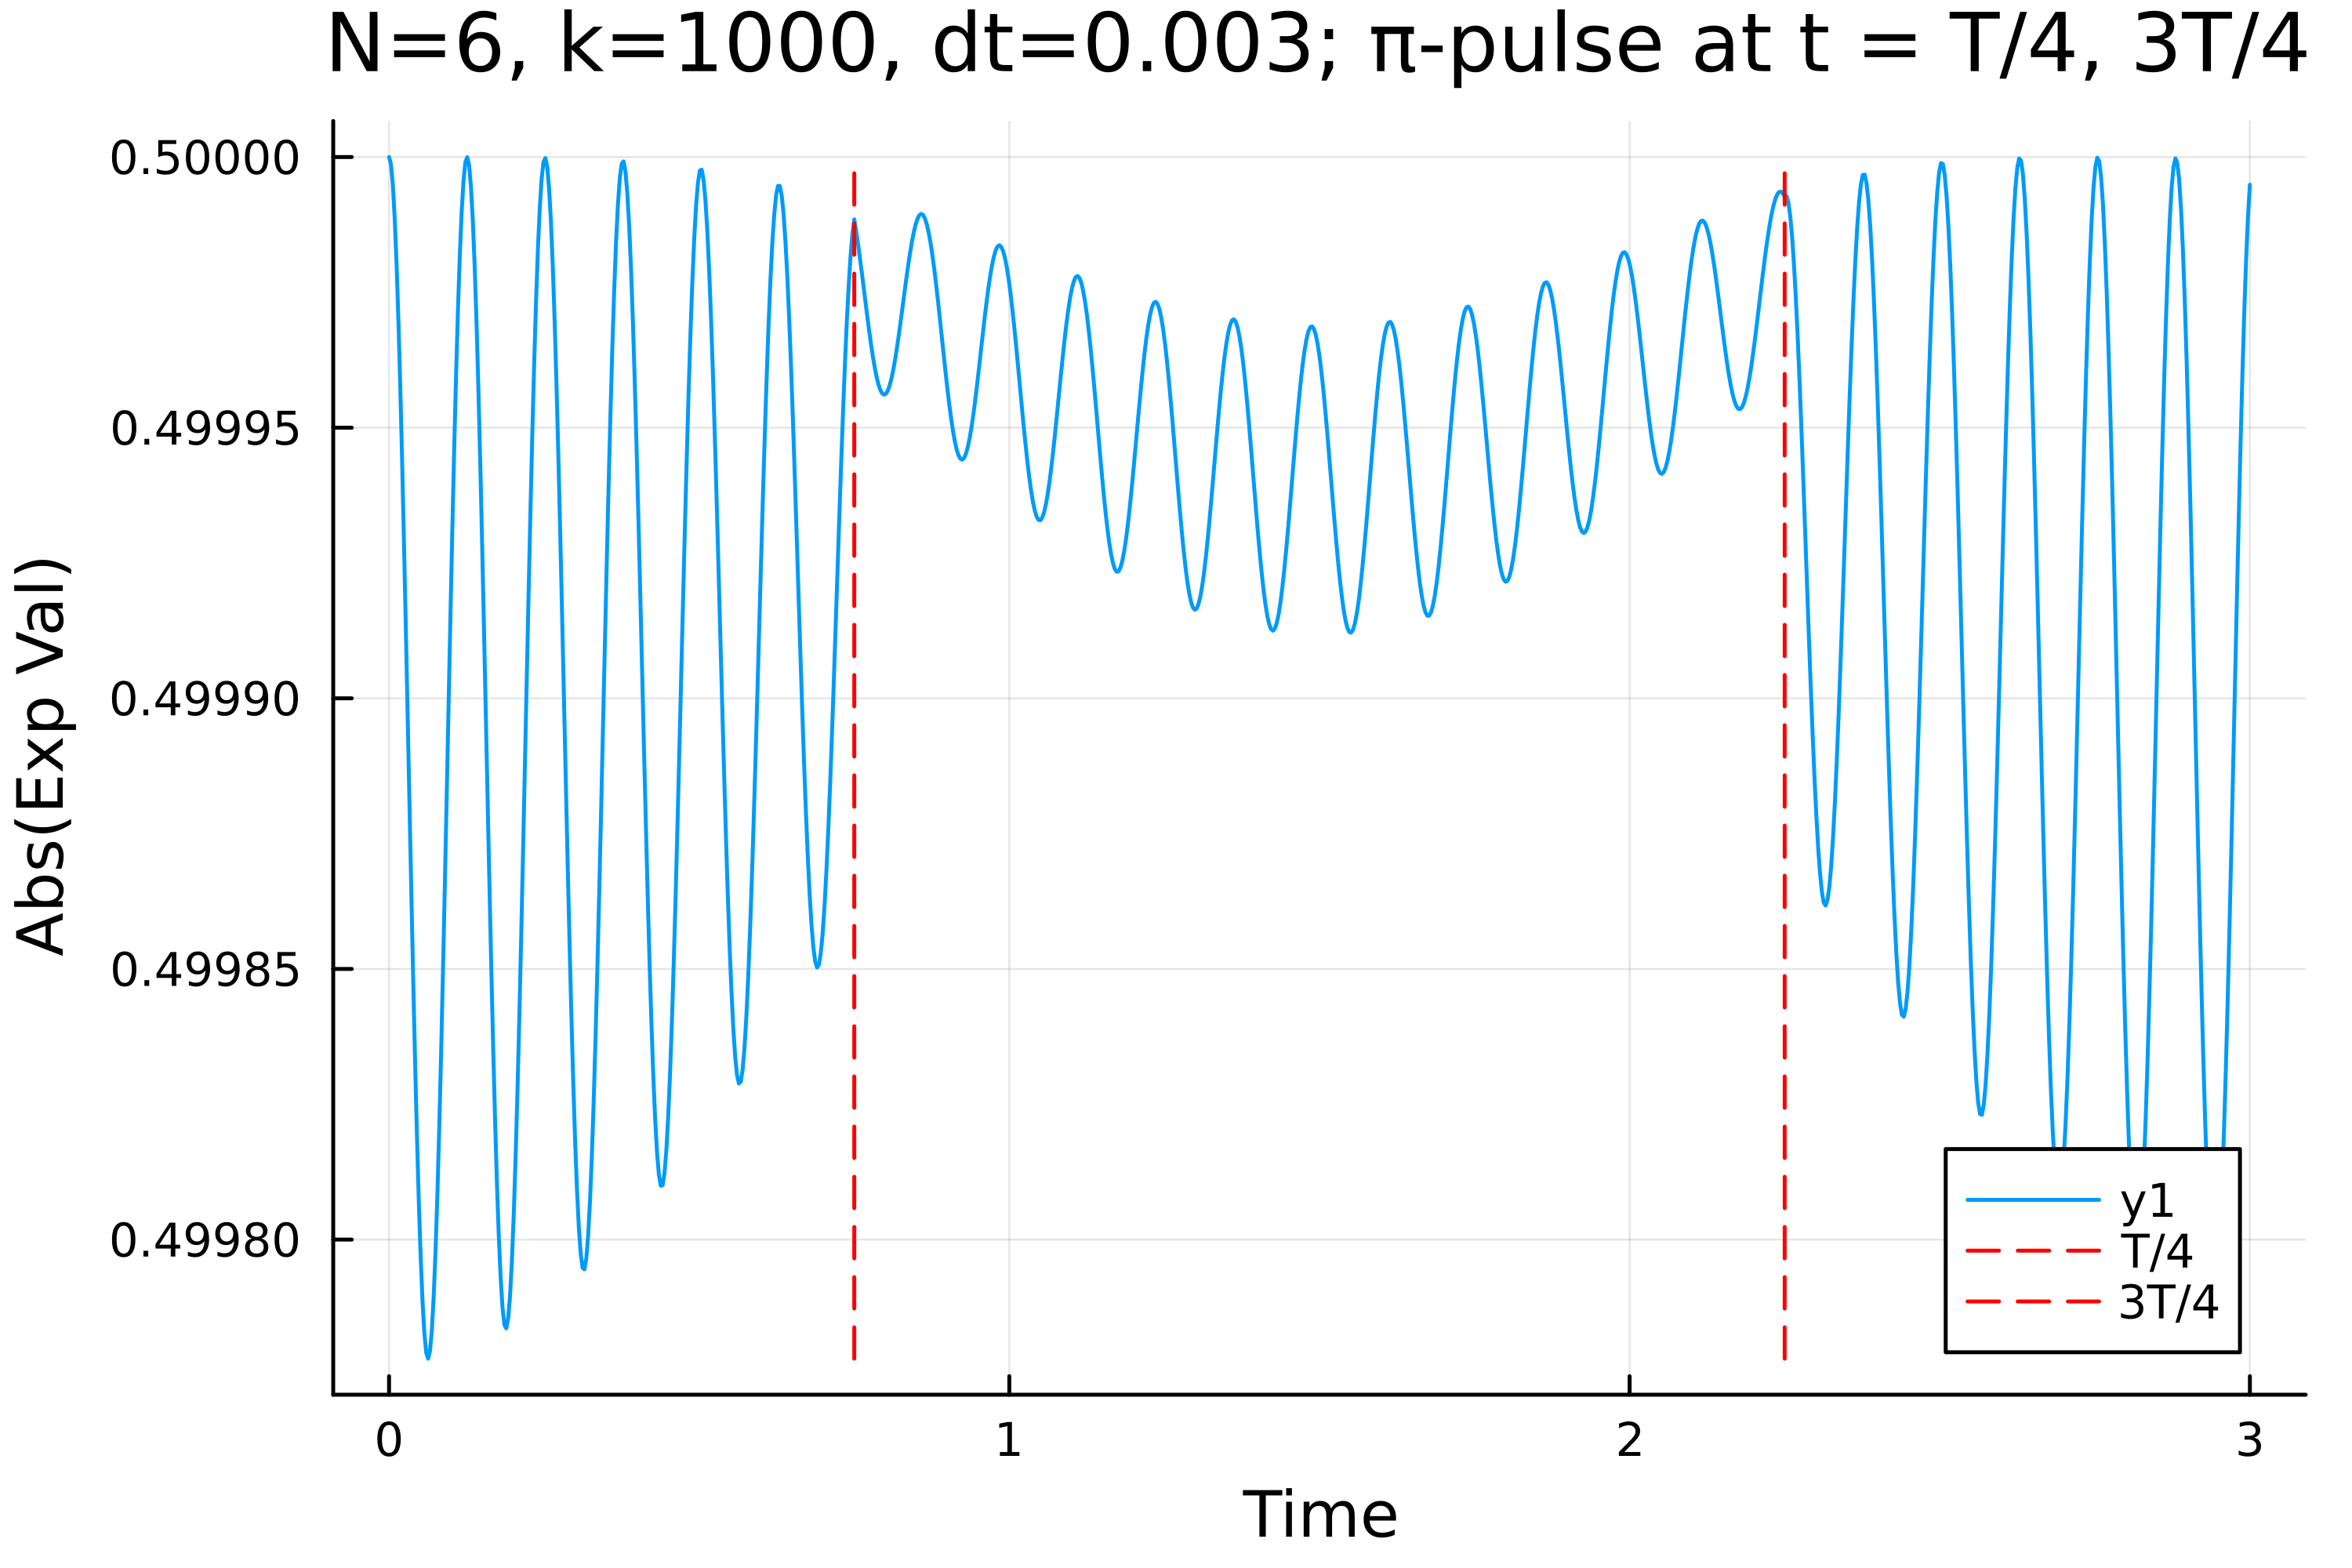 N=6, k=1000, dt=0.003; π-pulse at t = T/4, 3T/4
Abs(Exp Val)
0.50000
0.49995
0.49990
0.49985
0.49980
y1
T/4
3T/4
0 1 2 3
Time